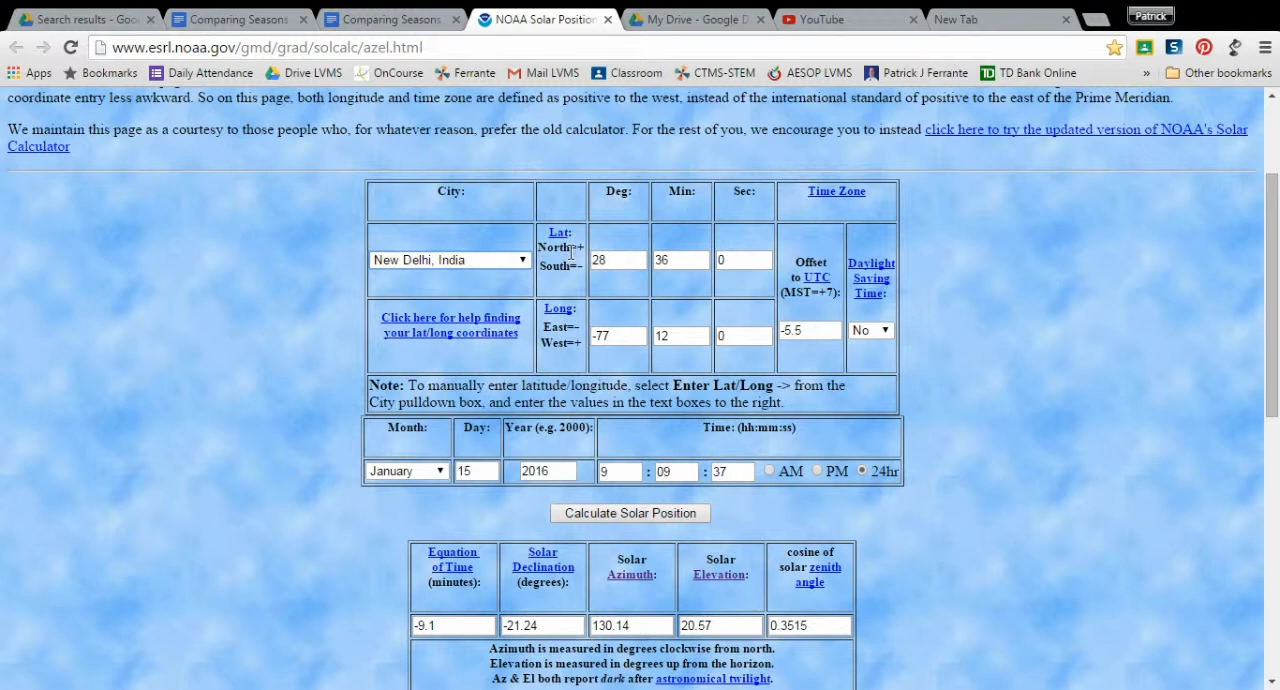 Search results - Goo
Comparing Seasons
Comparing Seasons
NOAA Solar Position
My Drive - Google D
YouTube
New Tab
Patrick
www.esrl.noaa.gov/gmd/grad/solcalc/azel.html
Apps
Bookmarks
Daily Attendance
Drive LVMS
OnCourse
Ferrante
Mail LVMS
Classroom
CTMS-STEM
AESOP LVMS
Patrick J Ferrante
TD Bank Online
»
Other bookmarks
coordinate entry less awkward. So on this page, both longitude and time zone are defined as positive to the west, instead of the international standard of positive to the east of the Prime Meridian.
We maintain this page as a courtesy to those people who, for whatever reason, prefer the old calculator. For the rest of you, we encourage you to instead click here to try the updated version of NOAA's Solar
Calculator
City:
Deg:
Min:
Sec:
Time Zone
New Delhi, India
Lat:
North=+
South=-
28
36
0
Offset
to UTC
(MST=+7):
Daylight
Saving
Time:
Click here for help finding
your lat/long coordinates
Long:
East=-
West=+
-77
12
0
-5.5
No
Note: To manually enter latitude/longitude, select Enter Lat/Long -> from the
City pulldown box, and enter the values in the text boxes to the right.
Month:
Day:
Year (e.g. 2000):
Time: (hh:mm:ss)
January
15
2016
9 : 09 : 37 AM PM 24hr
Calculate Solar Position
Equation
of Time
(minutes):
Solar
Declination
(degrees):
Solar
Azimuth:
Solar
Elevation:
cosine of
solar zenith
angle
-9.1
-21.24
130.14
20.57
0.3515
Azimuth is measured in degrees clockwise from north.
Elevation is measured in degrees up from the horizon.
Az & El both report dark after astronomical twilight.